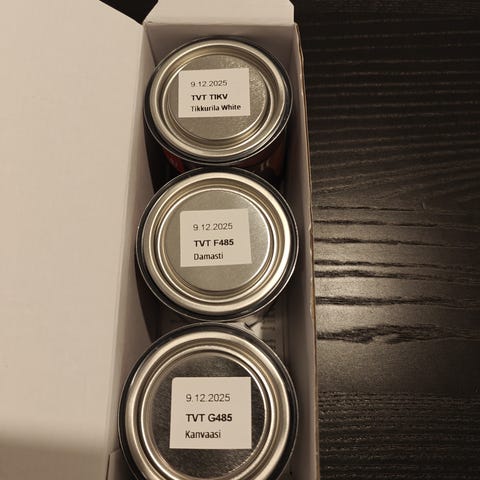 9.12.2025
TVT TIKV
Tikkurila White
9.12.2025
TVT F485
Damasti
9.12.2025
TVT G485
Kanvaasi